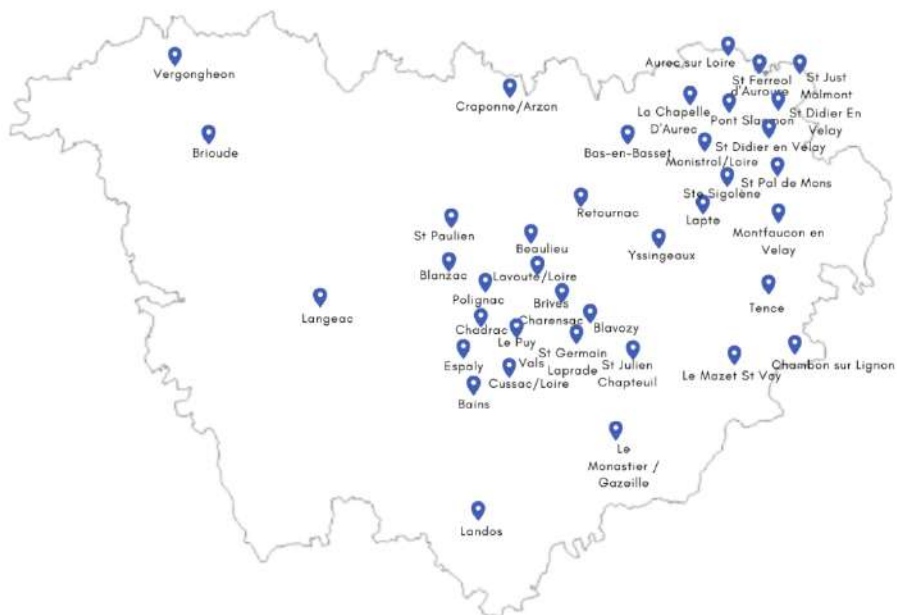 Vergongheon
Aurec sur Loire
St Ferreol
d'Auroure
St Just
Malmont
Craponne/Arzon
La Chapelle
D'Aurec
Pont Slaomon
St Didier En
Velay
Brioude
Bas-en-Basset
Monistrol/Loire
St Didier en Velay
Ste Sigolène
St Pal de Mons
Retournac
Lapte
St Paulien
Beaulieu
Yssingeaux
Montfaucon en
Velay
Blanzac
Lavoute/Loire
Polignac
Brives
Charensac
Tence
Langeac
Chadrac
Le Puy
Blavozy
Espaly
Vals
St Germain
Laprade
St Julien
Chapteuil
Le Mazet St Voy
Chambon sur Lignon
Cussac/Loire
Bains
Le
Monastier /
Gazeille
Landos